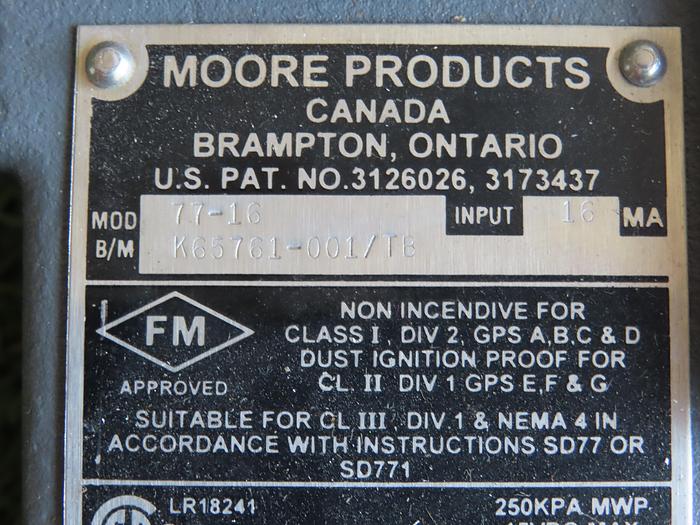 MOORE PRODUCTS
CANADA
BRAMPTON, ONTARIO
U.S. PAT. NO.3126026, 3173437
MOD 77-16 INPUT 16 MA
B/M K65761-001/TB
FM
APPROVED
NON INCENDIVE FOR
CLASS I, DIV 2, GPS A,B,C & D
DUST IGNITION PROOF FOR
CL. II DIV 1 GPS E,F & G
SUITABLE FOR CL III, DIV 1 & NEMA 4 IN
ACCORDANCE WITH INSTRUCTIONS SD77 OR
SD771
LR18241 250KPA MWP